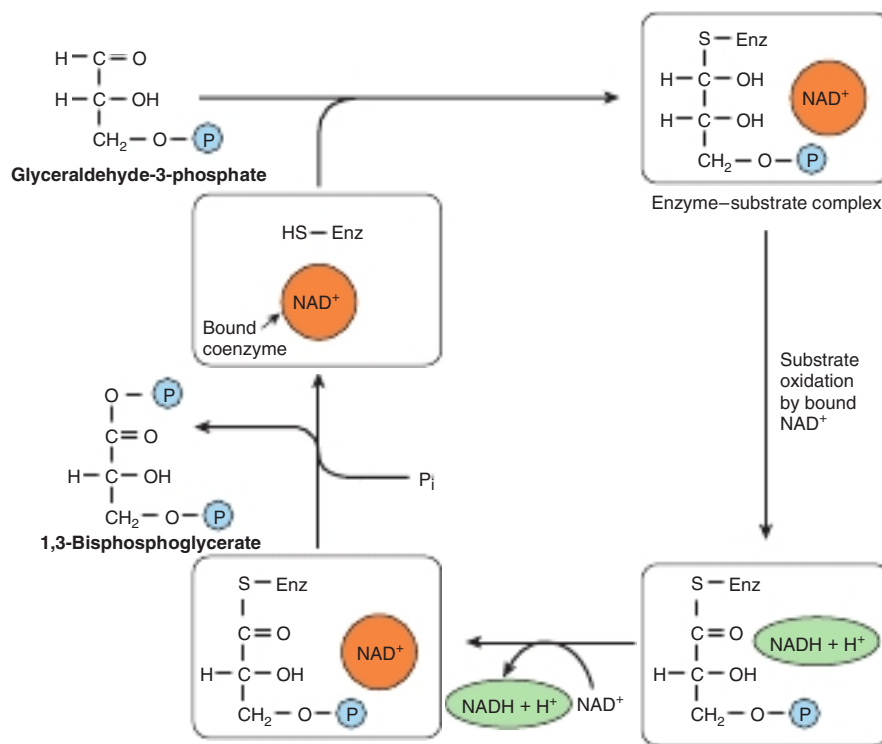 H–C=O
H–C–OH
CH₂–O–P
Glyceraldehyde-3-phosphate
S–Enz
H–C–OH
H–C–OH
CH₂–O–P
NAD⁺
Enzyme–substrate complex
HS–Enz
NAD⁺
Bound
coenzyme
Substrate
oxidation
by bound
NAD⁺
O–P
C=O
H–C–OH
CH₂–O–P
1,3-Bisphosphoglycerate
Pi
S–Enz
C=O
H–C–OH
CH₂–O–P
NAD⁺
NADH + H⁺
NAD⁺
S–Enz
C=O
H–C–OH
CH₂–O–P
NADH + H⁺